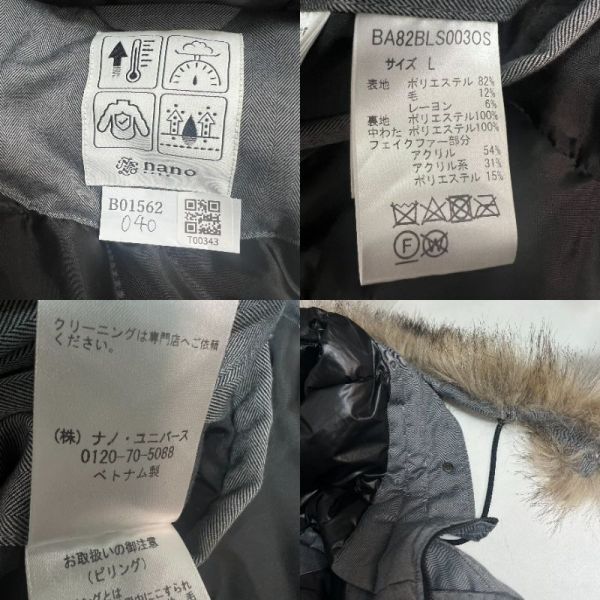 nano
B01562
040
T00343
BA82BLS0030S
サイズ L
表地 ポリエステル 82%
毛 12%
レーヨン 6%
裏地 ポリエステル100%
中わた ポリエステル100%
フェイクファー部分
アクリル 54%
アクリル系 31%
ポリエステル 15%
F W
クリーニングは専門店へご依頼
ください。
(株) ナノ・ユニバース
0120-70-5088
ベトナム製
お取扱いの御注意
(ピリング)